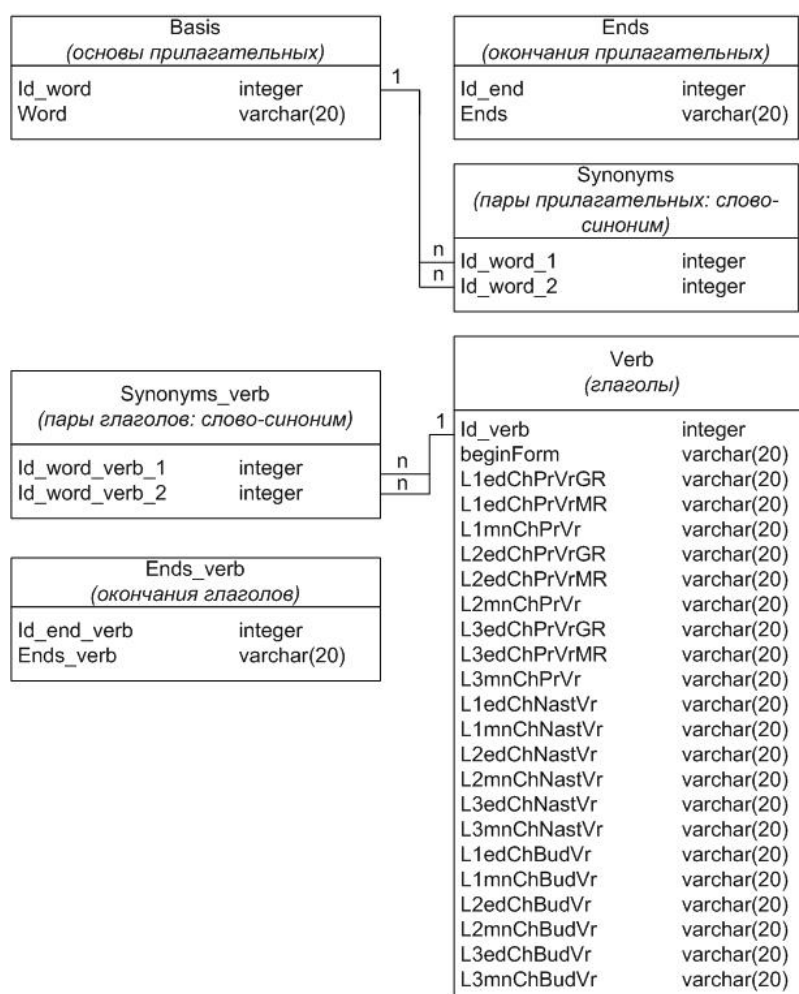 Basis
(основы прилагательных)
Id_word integer
Word varchar(20)
1
Ends
(окончания прилагательных)
Id_end integer
Ends varchar(20)
Synonyms
(пары прилагательных: слово-
синоним)
n Id_word_1 integer
n Id_word_2 integer
Synonyms_verb
(пары глаголов: слово-синоним)
Id_word_verb_1 integer n
Id_word_verb_2 integer n
Ends_verb
(окончания глаголов)
Id_end_verb integer
Ends_verb varchar(20)
Verb
(глаголы)
1 Id_verb integer
beginForm varchar(20)
L1edChPrVrGR varchar(20)
L1edChPrVrMR varchar(20)
L1mnChPrVr varchar(20)
L2edChPrVrGR varchar(20)
L2edChPrVrMR varchar(20)
L2mnChPrVr varchar(20)
L3edChPrVrGR varchar(20)
L3edChPrVrMR varchar(20)
L3mnChPrVr varchar(20)
L1edChNastVr varchar(20)
L1mnChNastVr varchar(20)
L2edChNastVr varchar(20)
L2mnChNastVr varchar(20)
L3edChNastVr varchar(20)
L3mnChNastVr varchar(20)
L1edChBudVr varchar(20)
L1mnChBudVr varchar(20)
L2edChBudVr varchar(20)
L2mnChBudVr varchar(20)
L3edChBudVr varchar(20)
L3mnChBudVr varchar(20)